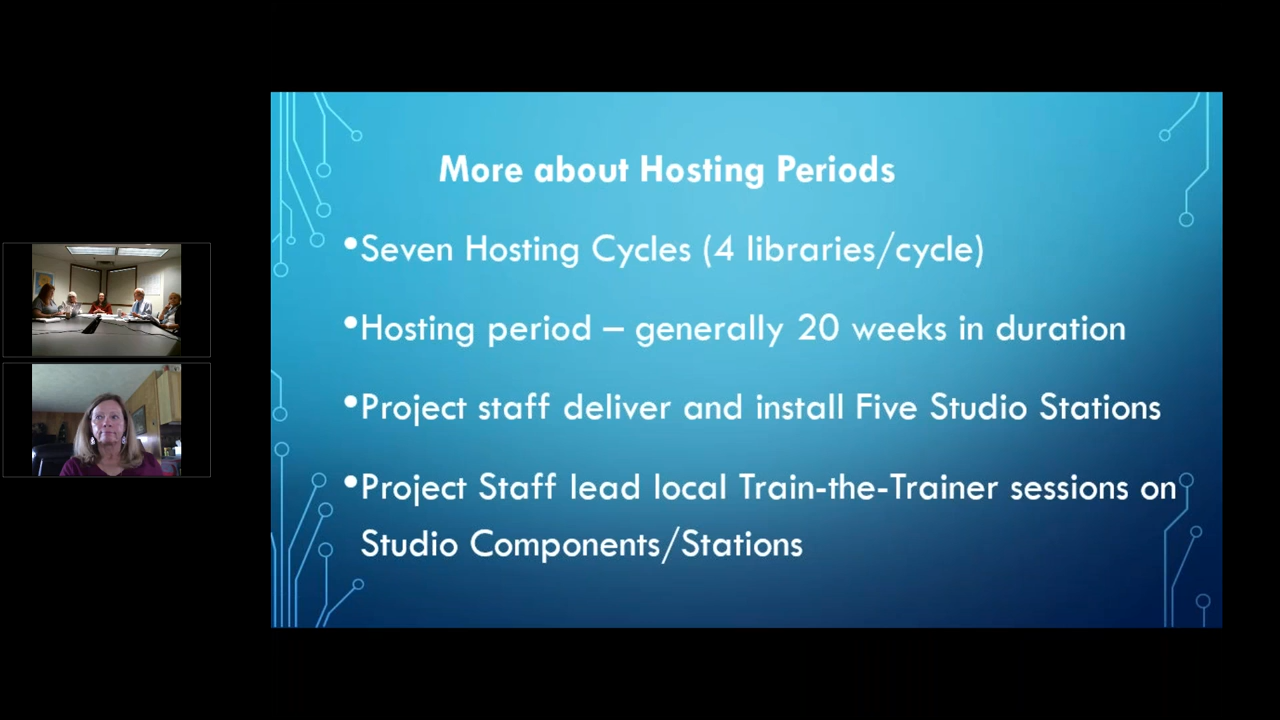 More about Hosting Periods
•Seven Hosting Cycles (4 libraries/cycle)
•Hosting period – generally 20 weeks in duration
•Project staff deliver and install Five Studio Stations
•Project Staff lead local Train-the-Trainer sessions on
Studio Components/Stations